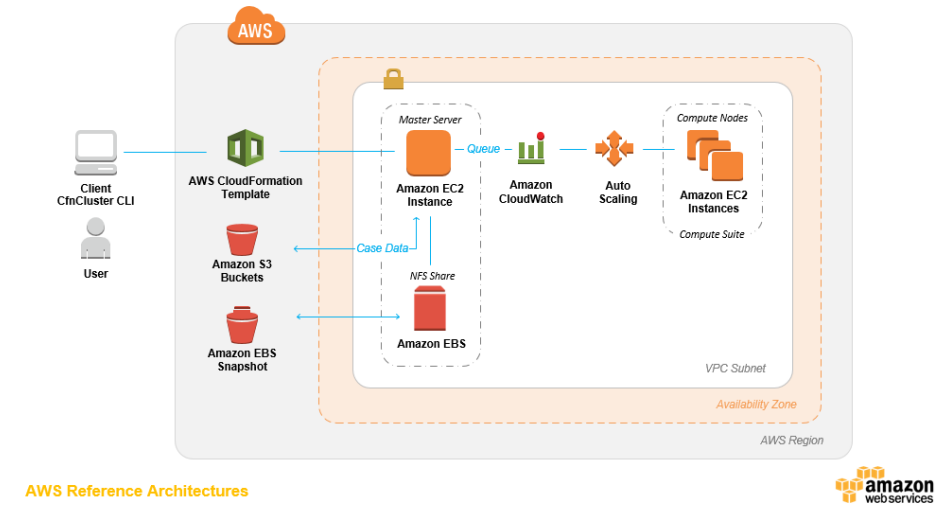 AWS
Master Server
Compute Nodes
Queue
Client
CfnCluster CLI
AWS CloudFormation
Template
Amazon EC2
Instance
Amazon
CloudWatch
Auto
Scaling
Amazon EC2
Instances
Compute Suite
User
Amazon S3
Buckets
Case Data
NFS Share
Amazon EBS
Amazon EBS
Snapshot
VPC Subnet
Availability Zone
AWS Region
AWS Reference Architectures
amazon
web services